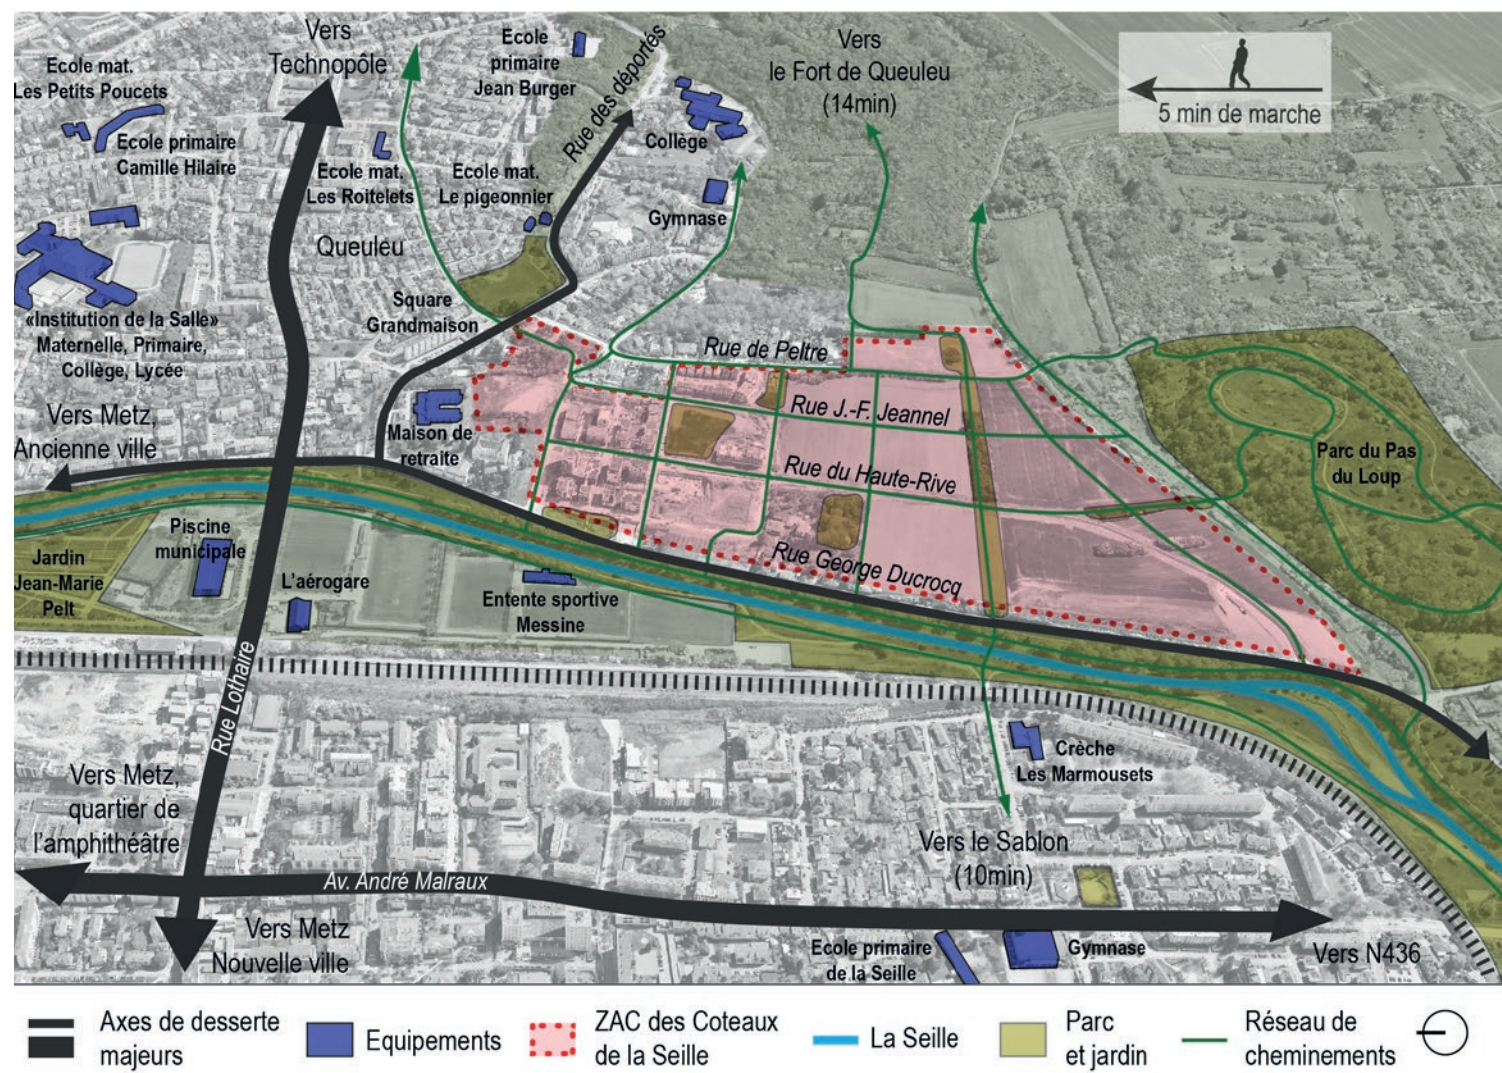 Vers
Technopôle
Ecole
primaire
Jean Burger
Rue des déportés
Vers
le Fort de Queuleu
(14min)
5 min de marche
Ecole mat.
Les Petits Poucets
Ecole primaire
Camille Hilaire
Ecole mat.
Les Roitelets
Ecole mat.
Le pigeonnier
Collège
Gymnase
Queuleu
Square
Grandmaison
«Institution de la Salle»
Maternelle, Primaire,
Collège, Lycée
Rue de Peltre
Rue J.-F. Jeannel
Vers Metz,
Ancienne ville
Maison de
retraite
Rue du Haute-Rive
Parc du Pas
du Loup
Piscine
municipale
Jardin
Jean-Marie
Pelt
L'aérogare
Entente sportive
Messine
Rue George Ducrocq
Rue Lothaire
Crèche
Les Marmousets
Vers Metz,
quartier de
l'amphithéâtre
Vers le Sablon
(10min)
Av. André Malraux
Vers Metz
Nouvelle ville
Ecole primaire
de la Seille
Gymnase
Vers N436
Axes de desserte
majeurs
Equipements
ZAC des Coteaux
de la Seille
La Seille
Parc
et jardin
Réseau de
cheminements